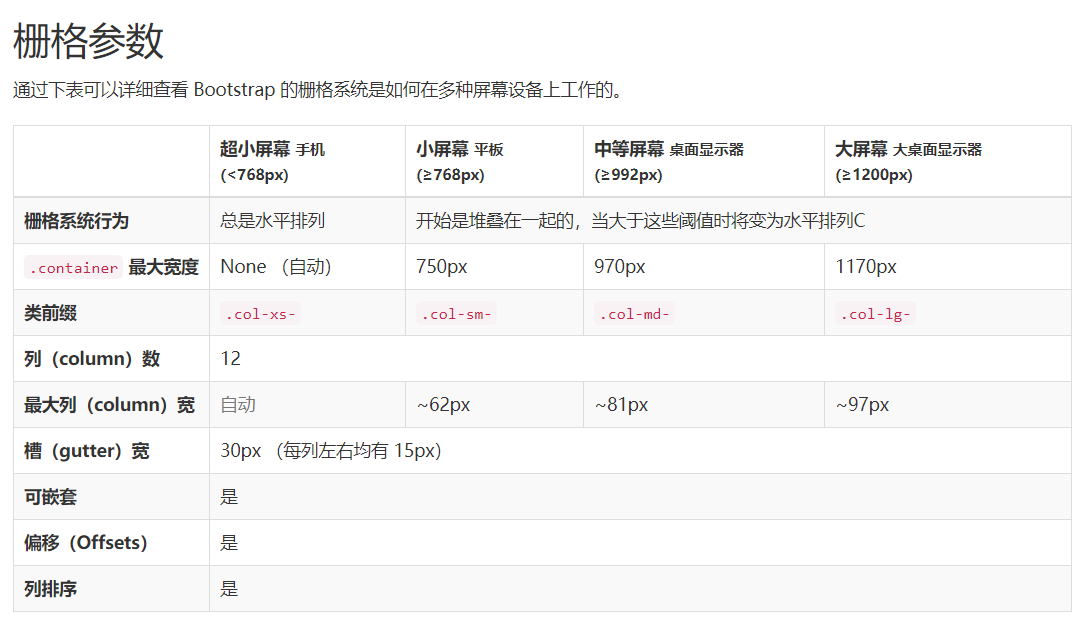 栅格参数
通过下表可以详细查看 Bootstrap 的栅格系统是如何在多种屏幕设备上工作的。
超小屏幕 手机 (<768px)
小屏幕 平板 (≥768px)
中等屏幕 桌面显示器 (≥992px)
大屏幕 大桌面显示器 (≥1200px)
栅格系统行为 总是水平排列 开始是堆叠在一起的，当大于这些阈值时将变为水平排列C
.container 最大宽度 None （自动） 750px 970px 1170px
类前缀 .col-xs- .col-sm- .col-md- .col-lg-
列（column）数 12
最大列（column）宽 自动 ~62px ~81px ~97px
槽（gutter）宽 30px （每列左右均有 15px）
可嵌套 是
偏移（Offsets） 是
列排序 是